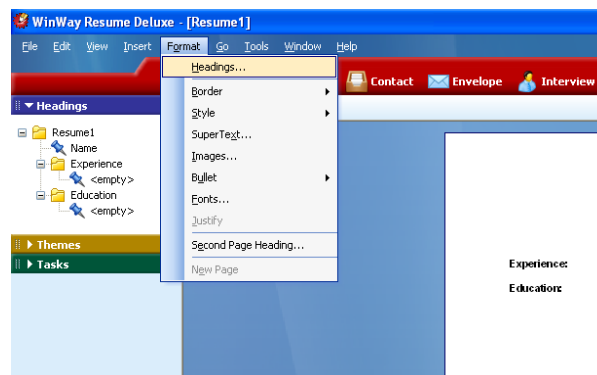 WinWay Resume Deluxe - [Resume1]
File Edit View Insert Format Go Tools Window Help
Contact Envelope Interview
Headings
Resume1
Name
Experience
<empty>
Education
<empty>
Themes
Tasks
Headings...
Border
Style
SuperText...
Images...
Bullet
Fonts...
Justify
Second Page Heading...
New Page
Experience:
Education: